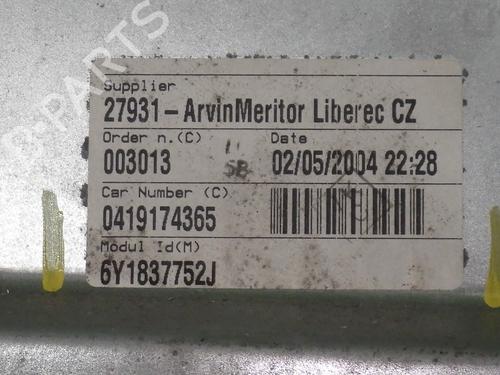 B-PARTS
Supplier
27931-ArvinMeritor Liberec CZ
Order n.(C)
Date
003013
SB
02/05/2004 22:28
Car Number (C)
0419174365
Modul Id(M)
6Y1837752J